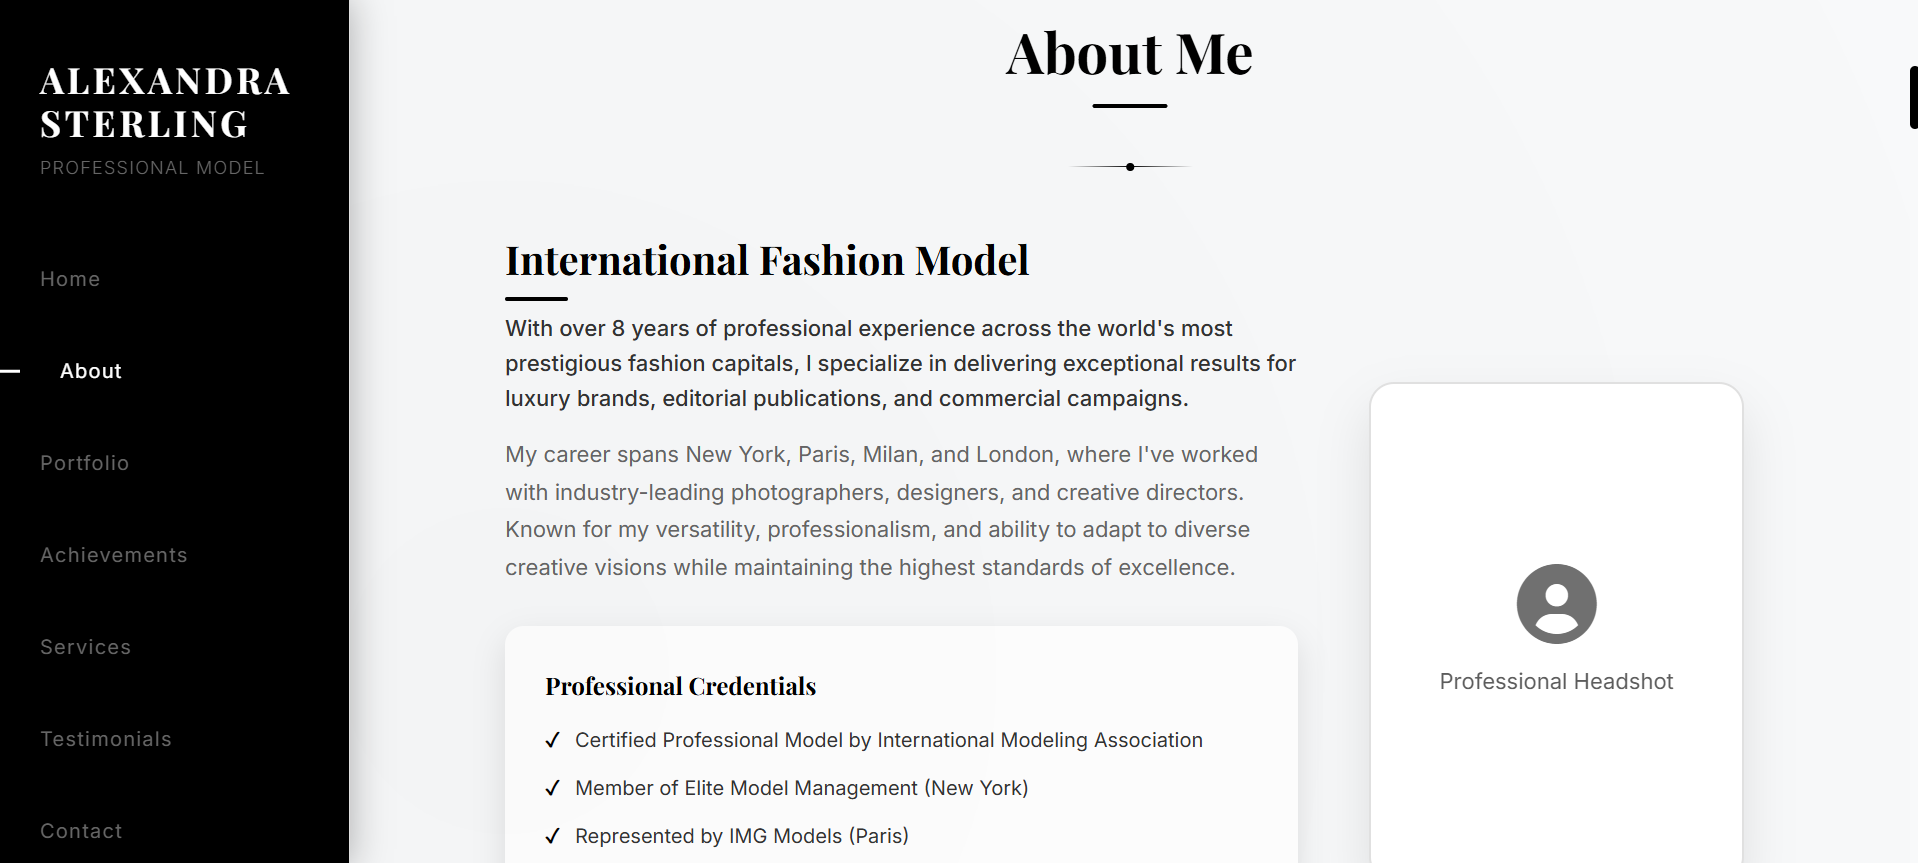 ALEXANDRA
STERLING
PROFESSIONAL MODEL
Home
About
Portfolio
Achievements
Services
Testimonials
Contact
About Me
International Fashion Model
With over 8 years of professional experience across the world's most
prestigious fashion capitals, I specialize in delivering exceptional results for
luxury brands, editorial publications, and commercial campaigns.
My career spans New York, Paris, Milan, and London, where I've worked
with industry-leading photographers, designers, and creative directors.
Known for my versatility, professionalism, and ability to adapt to diverse
creative visions while maintaining the highest standards of excellence.
Professional Credentials
✓ Certified Professional Model by International Modeling Association
✓ Member of Elite Model Management (New York)
✓ Represented by IMG Models (Paris)
Professional Headshot